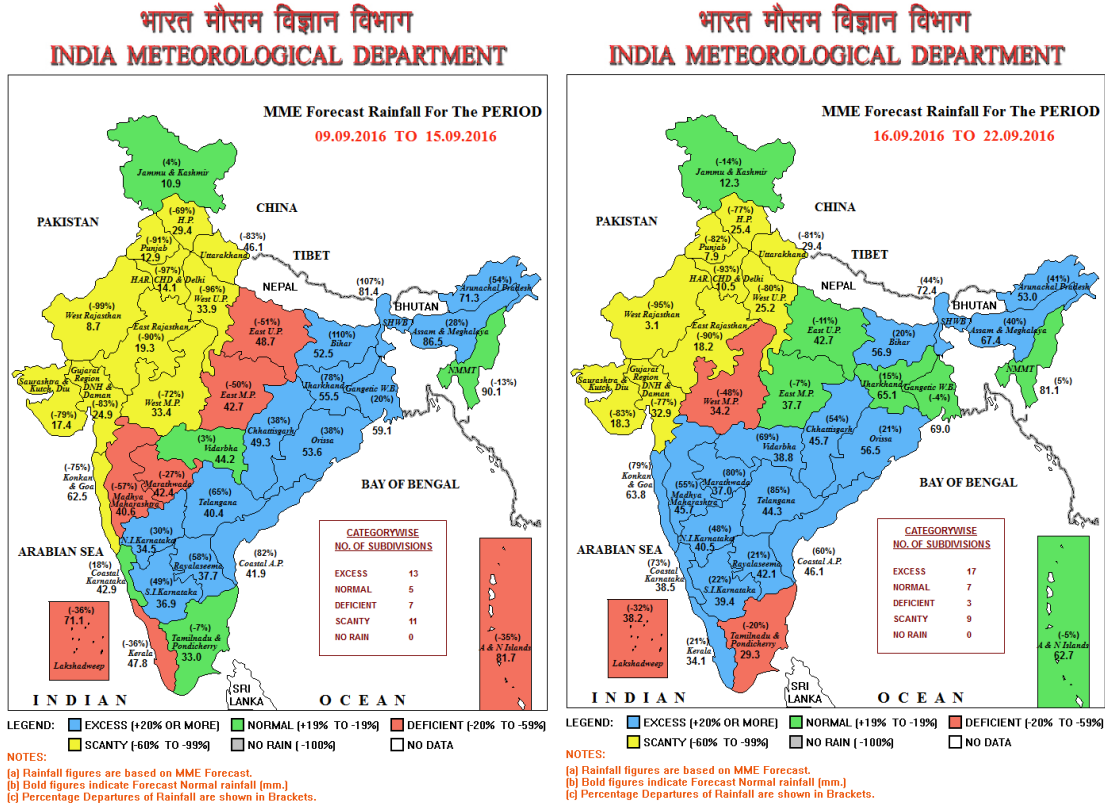 भारत मौसम विज्ञान विभाग
INDIA METEOROLOGICAL DEPARTMENT
MME Forecast Rainfall For The PERIOD
09.09.2016 TO 15.09.2016
(4%)
Jammu & Kashmir
10.9
(-69%)
H.P.
29.4
PAKISTAN
CHINA
(-91%)
Punjab
12.9
(-83%)
46.1
Uttarakhand
TIBET
(-97%)
HAR. CHD & Delhi
14.1
NEPAL
(107%)
81.4
BHUTAN
(54%)
Arunachal Pradesh
71.3
(-96%)
West U.P.
33.9
(-99%)
West Rajasthan
8.7
East Rajasthan
(-90%)
19.3
(-51%)
East U.P.
48.7
(110%)
Bihar
52.5
SHWB
(28%)
Assam & Meghalaya
86.5
Gujarat
Region
DNH &
Daman
(-83%)
24.9
Saurashtra &
Kutch, Diu
(-79%)
17.4
(-72%)
West M.P.
33.4
(-50%)
East M.P.
42.7
(78%)
Jharkhand
55.5
Gangetic W.B.
(20%)
59.1
NMMT
(-13%)
90.1
(3%)
Vidarbha
44.2
(38%)
Chhattisgarh
49.3
(38%)
Orissa
53.6
(-75%)
Konkan
& Goa
62.5
(-57%)
Madhya
Maharashtra
40.6
(-27%)
Marathwada
42.4
(65%)
Telangana
40.4
BAY OF BENGAL
ARABIAN SEA
(30%)
N.I.Karnataka
34.5
(18%)
Coastal
Karnataka
42.9
(58%)
Rayalaseema
37.7
(82%)
Coastal A.P.
41.9
(49%)
S.I.Karnataka
36.9
(-36%)
71.1
Lakshadweep
(-36%)
Kerala
47.8
(-7%)
Tamilnadu &
Pondicherry
33.0
(-35%)
A & N Islands
81.7
CATEGORYWISE
NO. OF SUBDIVISIONS
EXCESS 13
NORMAL 5
DEFICIENT 7
SCANTY 11
NO RAIN 0
SRI
LANKA
INDIAN OCEAN
LEGEND: EXCESS (+20% OR MORE) NORMAL (+19% TO -19%) DEFICIENT (-20% TO -59%)
SCANTY (-60% TO -99%) NO RAIN (-100%) NO DATA
NOTES:
(a) Rainfall figures are based on MME Forecast.
(b) Bold figures indicate Forecast Normal rainfall (mm.)
(c) Percentage Departures of Rainfall are shown in Brackets.
भारत मौसम विज्ञान विभाग
INDIA METEOROLOGICAL DEPARTMENT
MME Forecast Rainfall For The PERIOD
16.09.2016 TO 22.09.2016
(-14%)
Jammu & Kashmir
12.3
(-77%)
H.P.
25.4
PAKISTAN
CHINA
(-82%)
Punjab
7.9
(-81%)
29.4
Uttarakhand
TIBET
(-93%)
HAR. CHD & Delhi
10.5
NEPAL
(44%)
72.4
BHUTAN
(41%)
Arunachal Pradesh
53.0
(-80%)
West U.P.
25.2
(-95%)
West Rajasthan
3.1
East Rajasthan
(-90%)
18.2
(-11%)
East U.P.
42.7
(20%)
Bihar
56.9
SHWB
(40%)
Assam & Meghalaya
67.4
Gujarat
Region
DNH &
Daman
(-77%)
32.9
Saurashtra &
Kutch, Diu
(-83%)
18.3
(-48%)
West M.P.
34.2
(-7%)
East M.P.
37.7
(15%)
Jharkhand
65.1
Gangetic W.B.
(-4%)
69.0
NMMT
(5%)
81.1
(69%)
Vidarbha
38.8
(54%)
Chhattisgarh
45.7
(21%)
Orissa
56.5
(79%)
Konkan
& Goa
63.8
(55%)
Madhya
Maharashtra
45.7
(80%)
Marathwada
37.0
(85%)
Telangana
44.3
BAY OF BENGAL
ARABIAN SEA
(48%)
N.I.Karnataka
40.5
(73%)
Coastal
Karnataka
38.5
(21%)
Rayalaseema
42.1
(60%)
Coastal A.P.
46.1
(22%)
S.I.Karnataka
39.4
(-32%)
38.2
Lakshadweep
(21%)
Kerala
34.1
(-20%)
Tamilnadu &
Pondicherry
29.3
(-5%)
A & N Islands
62.7
CATEGORYWISE
NO. OF SUBDIVISIONS
EXCESS 17
NORMAL 7
DEFICIENT 3
SCANTY 9
NO RAIN 0
SRI
LANKA
INDIAN OCEAN
LEGEND: EXCESS (+20% OR MORE) NORMAL (+19% TO -19%) DEFICIENT (-20% TO -59%)
SCANTY (-60% TO -99%) NO RAIN (-100%) NO DATA
NOTES:
(a) Rainfall figures are based on MME Forecast.
(b) Bold figures indicate Forecast Normal rainfall (mm.)
(c) Percentage Departures of Rainfall are shown in Brackets.